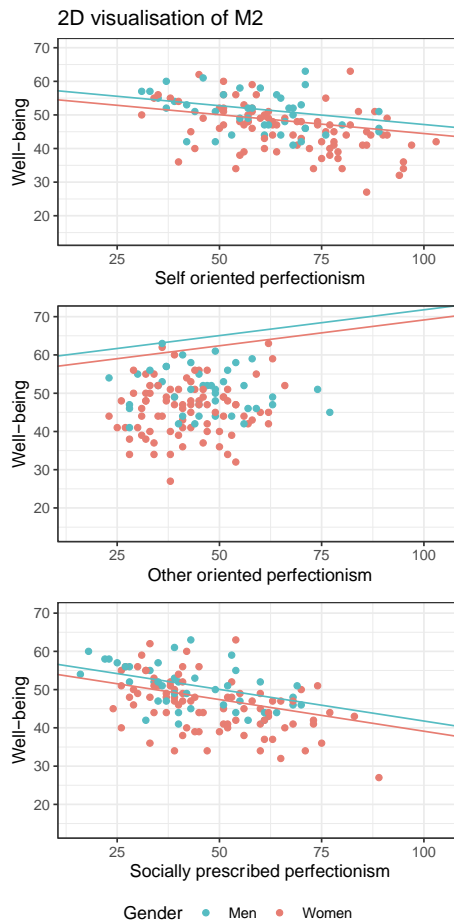 2D visualisation of M2
70
60
50
40
30
20
Well-being
25 50 75 100
Self oriented perfectionism
70
60
50
40
30
20
Well-being
25 50 75 100
Other oriented perfectionism
70
60
50
40
30
20
Well-being
25 50 75 100
Socially prescribed perfectionism
Gender Men Women